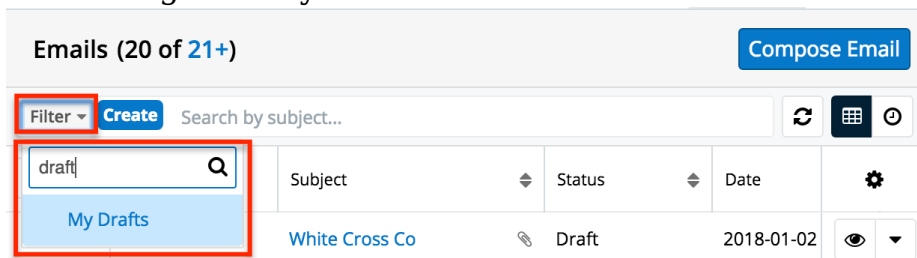 Emails (20 of 21+)
Compose Email
Filter Create Search by subject...
draft
Subject Status Date
My Drafts
White Cross Co Draft 2018-01-02